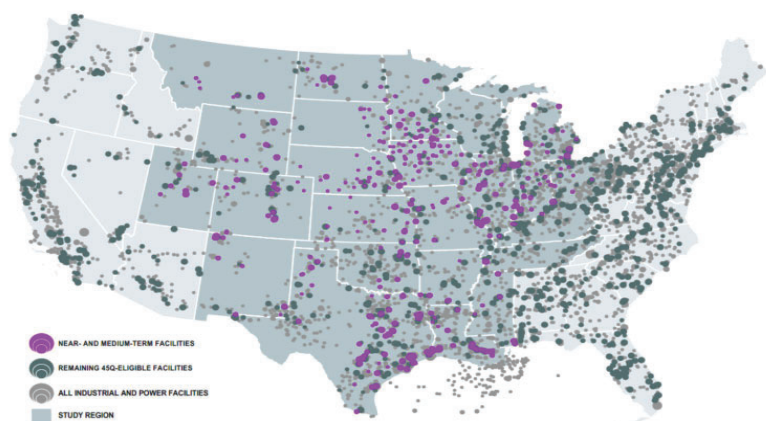 NEAR- AND MEDIUM-TERM FACILITIES
REMAINING 45Q-ELIGIBLE FACILITIES
ALL INDUSTRIAL AND POWER FACILITIES
STUDY REGION